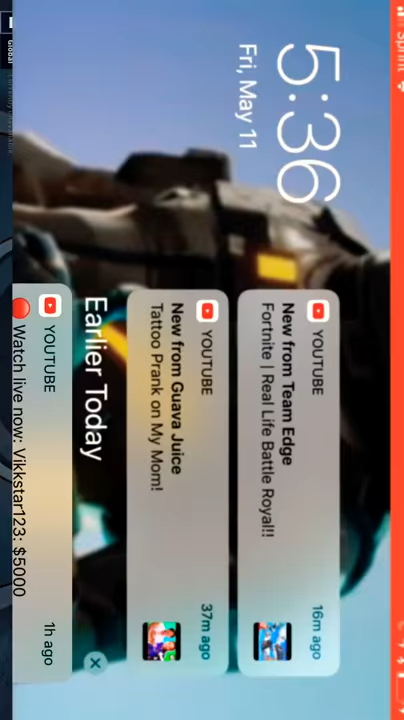 Sprint
5:36
Fri, May 11
YOUTUBE
16m ago
New from Team Edge
Fortnite | Real Life Battle Royal!!
YOUTUBE
37m ago
New from Guava Juice
Tattoo Prank on My Mom!
Earlier Today
YOUTUBE
1h ago
Watch live now: Vikkstar123: $5000
Global